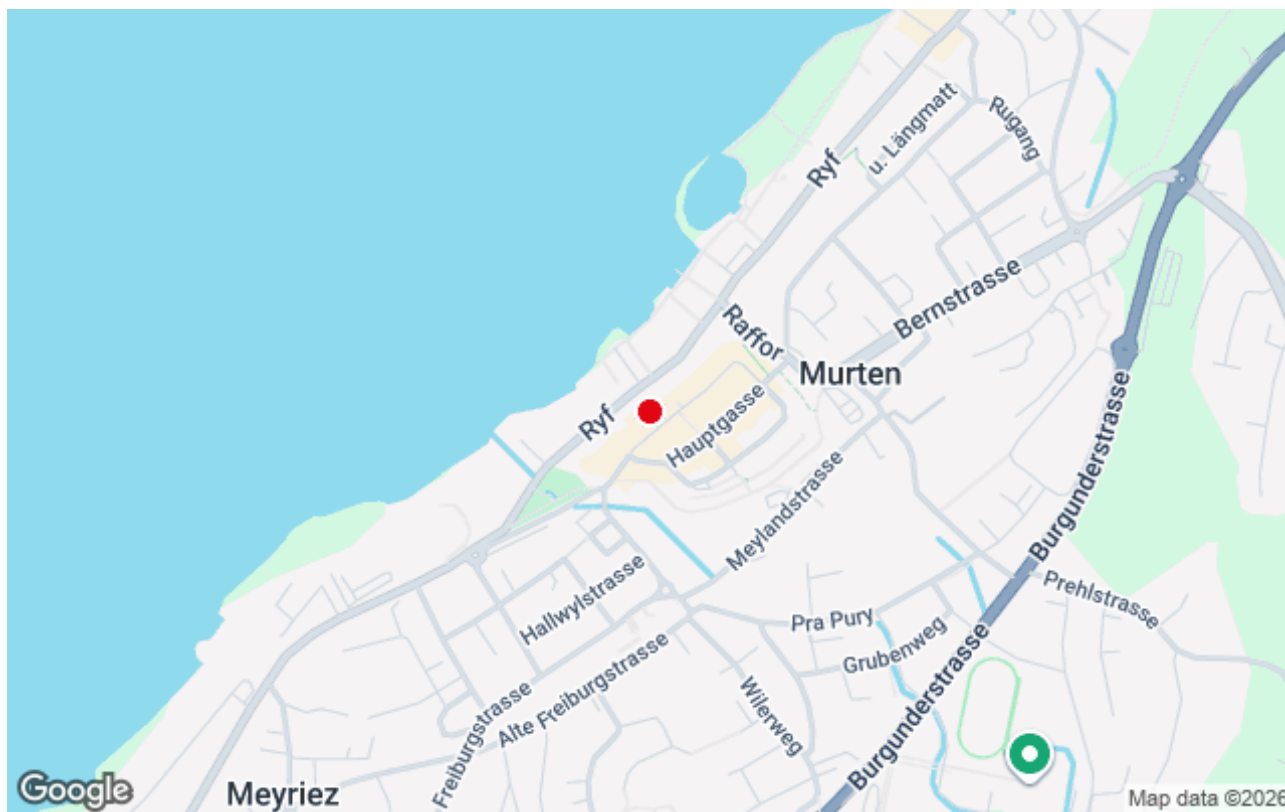 Rugang
u. Längmatt
Ryf
Bernstrasse
Raffor
Murten
Ryf
Hauptgasse
Burgunderstrasse
Meylandstrasse
Prehlstrasse
Hallwylstrasse
Pra Pury
Grubenweg
Burgunderstrasse
Alte Freiburgstrasse
Freiburgstrasse
Wilerweg
Meyriez
Google
Map data ©2026